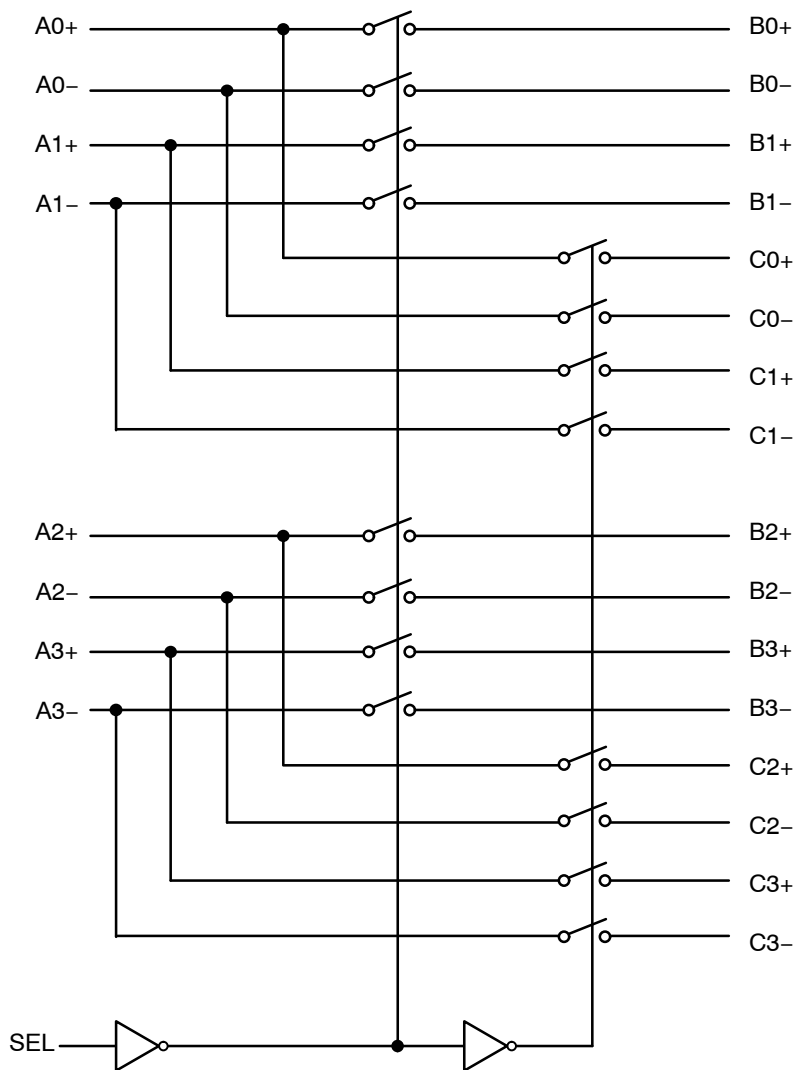 A0+ B0+
A0− B0−
A1+ B1+
A1− B1−
C0+
C0−
C1+
C1−
A2+ B2+
A2− B2−
A3+ B3+
A3− B3−
C2+
C2−
C3+
C3−
SEL